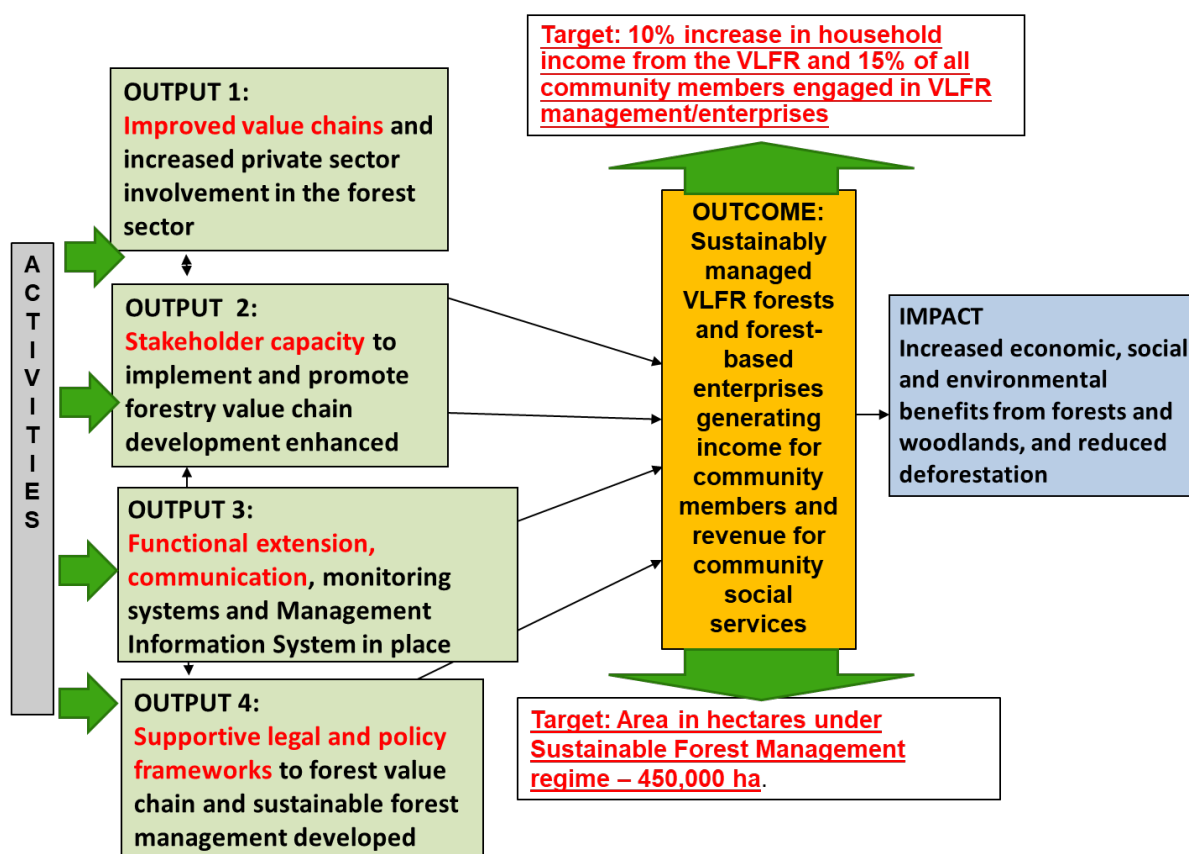 ACTIVITIES
OUTPUT 1:
Improved value chains and
increased private sector
involvement in the forest
sector
OUTPUT  2:
Stakeholder capacity to
implement and promote
forestry value chain
development enhanced
OUTPUT 3:
Functional extension,
communication, monitoring
systems and Management
Information System in place
OUTPUT 4:
Supportive legal and policy
frameworks to forest value
chain and sustainable forest
management developed
Target: 10% increase in household
income from the VLFR and 15% of all
community members engaged in VLFR
management/enterprises
OUTCOME:
Sustainably
managed
VLFR forests
and forest-
based
enterprises
generating
income for
community
members and
revenue for
community
social
services
Target: Area in hectares under
Sustainable Forest Management
regime – 450,000 ha.
IMPACT
Increased economic, social
and environmental
benefits from forests and
woodlands, and reduced
deforestation